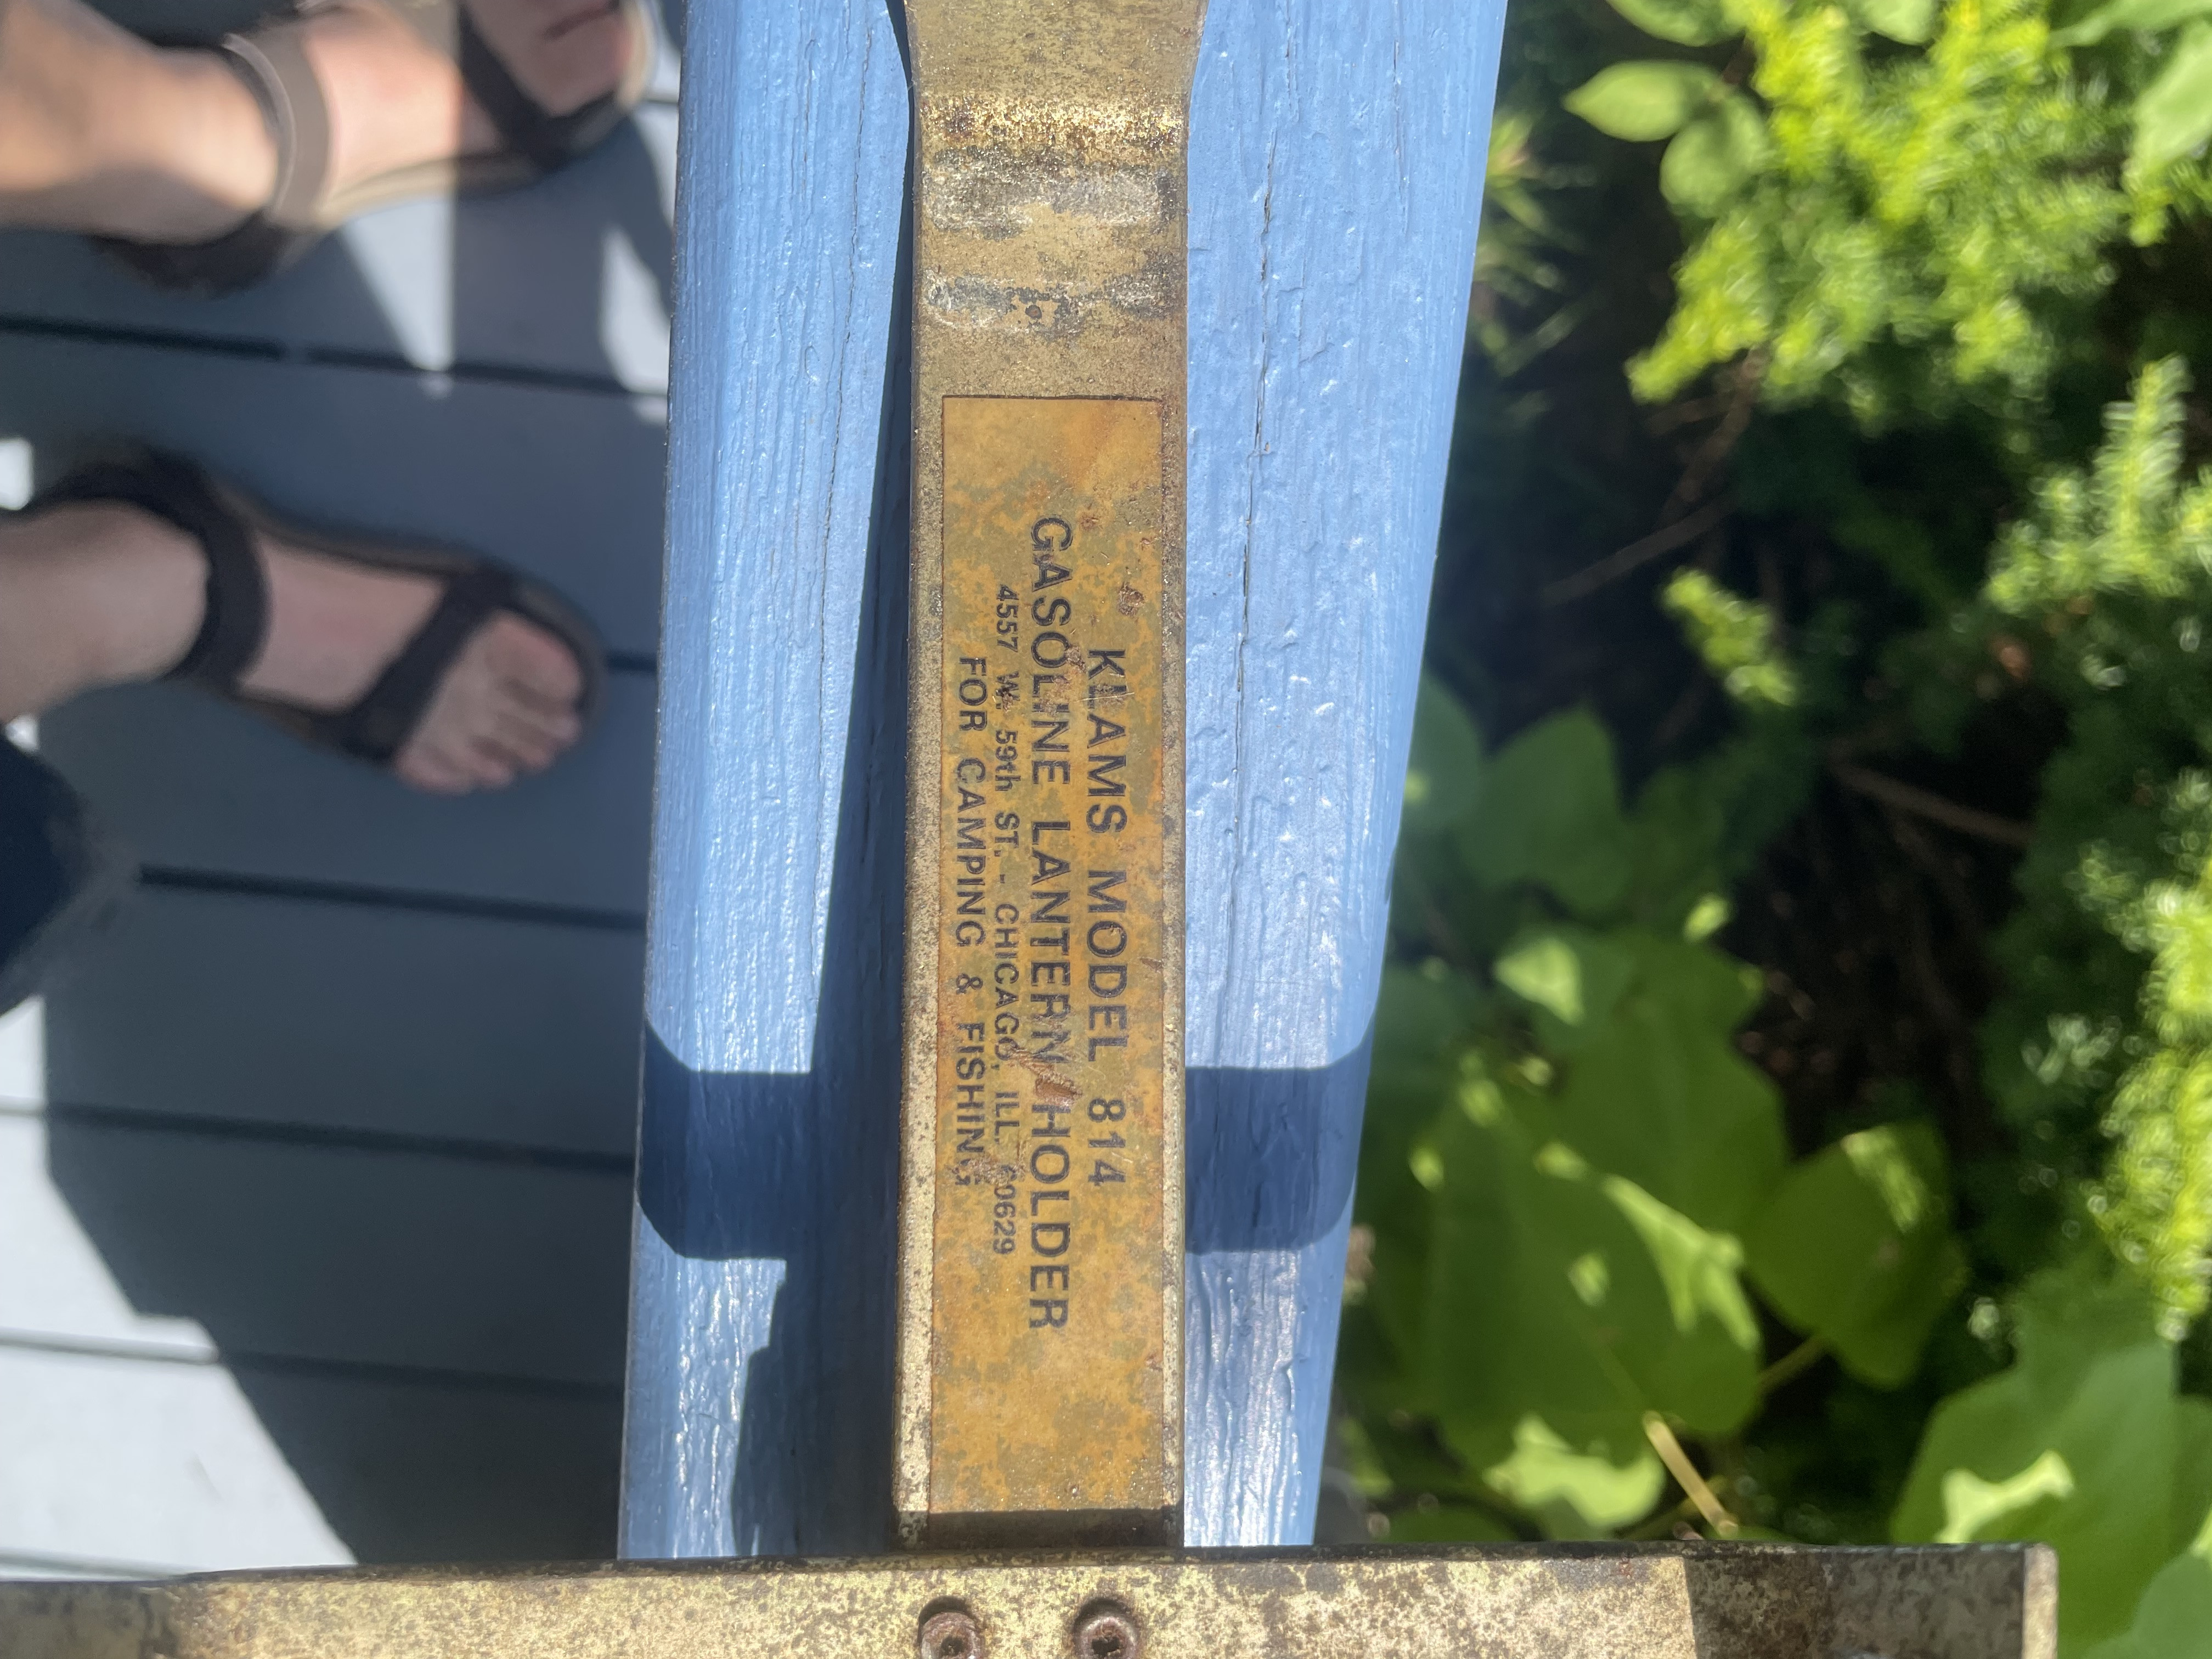 KLAMS MODEL 814
GASOLINE LANTERN HOLDER
4557 W. 59th ST. - CHICAGO, ILL. 60629
FOR CAMPING & FISHING